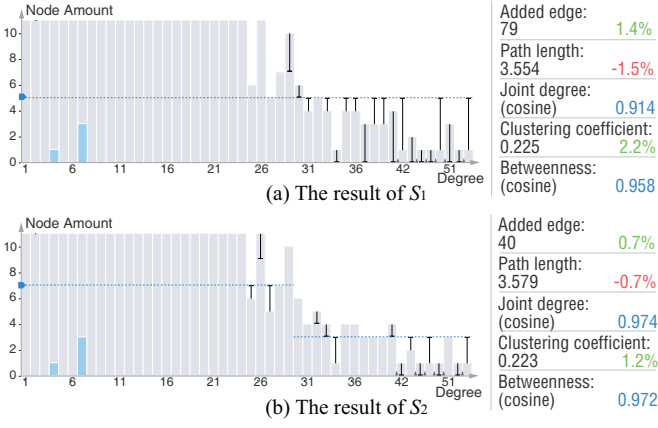 Node Amount
10
8
6
4
2
0
1 6 11 16 21 26 31 36 41 46 51
Degree
(a) The result of S1
Added edge:
79 1.4%
Path length:
3.554 -1.5%
Joint degree:
(cosine) 0.914
Clustering coefficient:
0.225 2.2%
Betweenness:
(cosine) 0.958
Node Amount
10
8
6
4
2
0
1 6 11 16 21 26 31 36 41 46 51
Degree
(b) The result of S2
Added edge:
40 0.7%
Path length:
3.579 -0.7%
Joint degree:
(cosine) 0.974
Clustering coefficient:
0.223 1.2%
Betweenness:
(cosine) 0.972